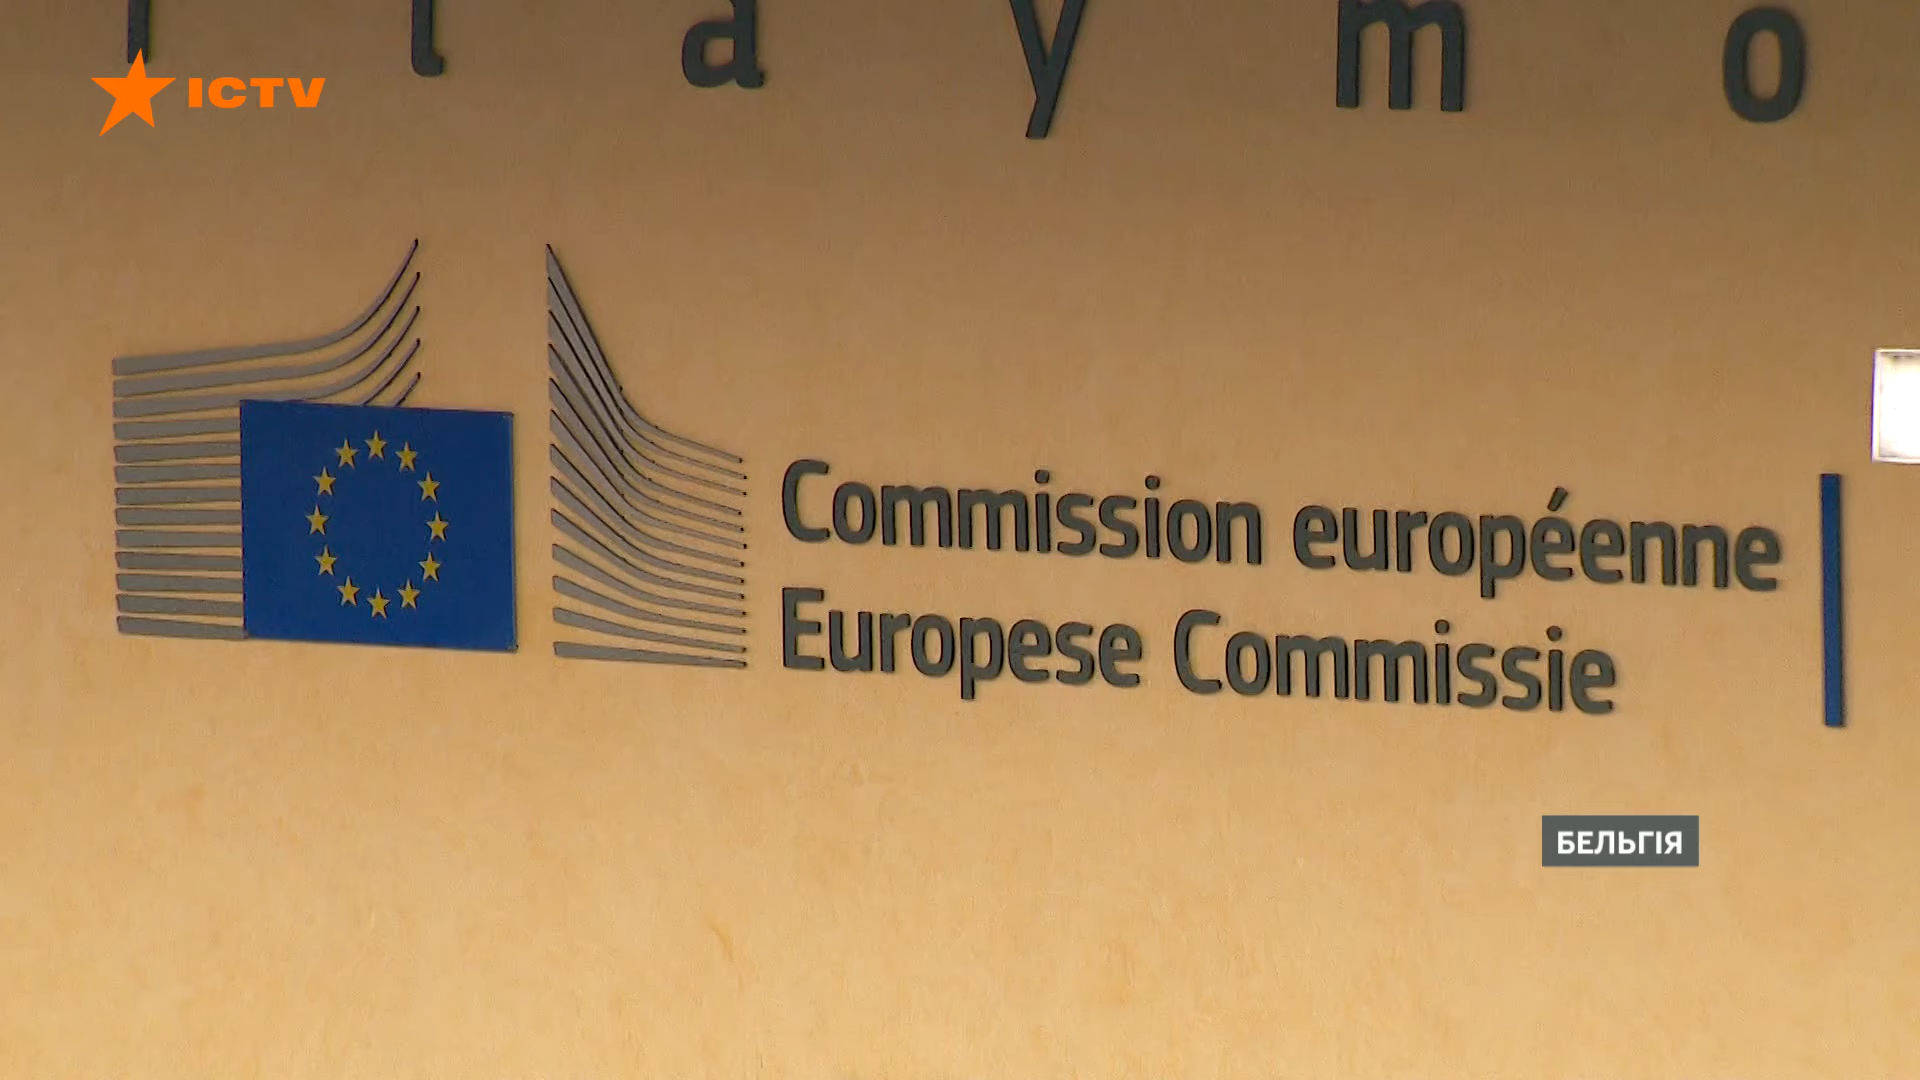 l a y m o
ICTV
Commission européenne
Europese Commissie
БЕЛЬГІЯ